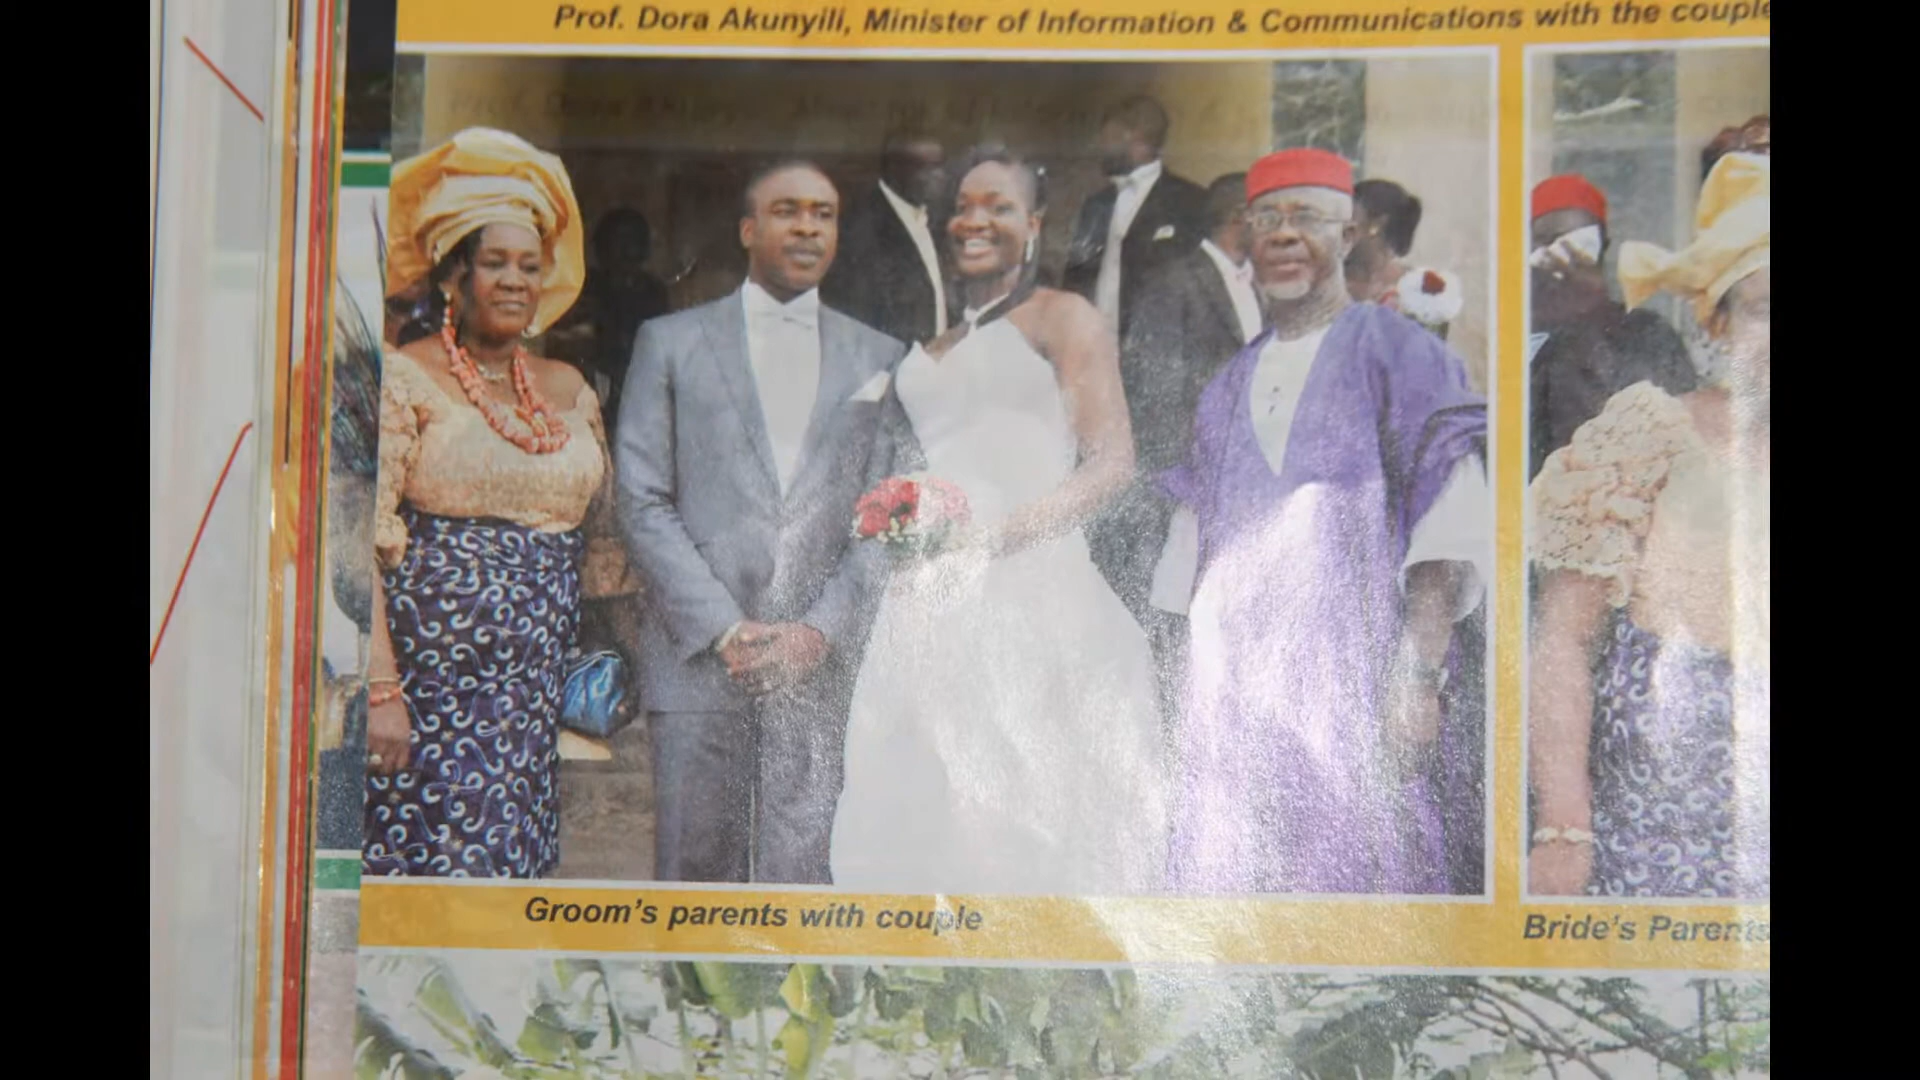 Prof. Dora Akunyili, Minister of Information & Communications with the couple
Groom's parents with couple
Bride's Parents